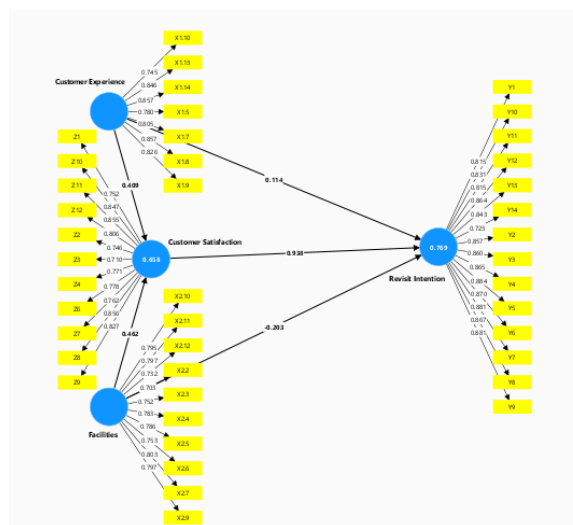 X1.10
X1.13
X1.14
X1.5
X1.7
X1.8
X1.9
Customer Experience
0.745
0.846
0.857
0.780
0.805
0.857
0.826
Z1
Z10
Z11
Z12
Z2
Z3
Z4
Z6
Z7
Z8
Z9
0.752
0.847
0.855
0.806
0.746
0.710
0.771
0.778
0.762
0.856
0.827
0.409
0.114
Customer Satisfaction
0.658
0.938
0.462
-0.203
X2.10
X2.11
X2.12
X2.2
X2.3
X2.4
X2.5
X2.6
X2.7
X2.9
0.795
0.797
0.732
0.703
0.752
0.783
0.786
0.753
0.803
0.797
Facilities
Y1
Y10
Y11
Y12
Y13
Y14
Y2
Y3
Y4
Y5
Y6
Y7
Y8
Y9
0.815
0.831
0.815
0.864
0.843
0.723
0.857
0.860
0.865
0.884
0.870
0.881
0.867
0.881
0.769
Revisit Intention